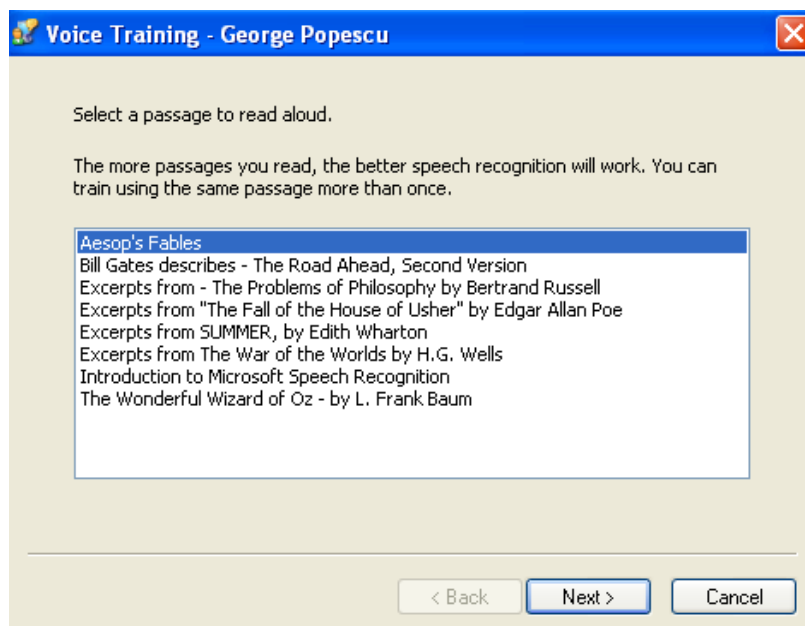 Voice Training - George Popescu
Select a passage to read aloud.
The more passages you read, the better speech recognition will work. You can
train using the same passage more than once.
Aesop's Fables
Bill Gates describes - The Road Ahead, Second Version
Excerpts from - The Problems of Philosophy by Bertrand Russell
Excerpts from "The Fall of the House of Usher" by Edgar Allan Poe
Excerpts from SUMMER, by Edith Wharton
Excerpts from The War of the Worlds by H.G. Wells
Introduction to Microsoft Speech Recognition
The Wonderful Wizard of Oz - by L. Frank Baum
< Back Next > Cancel